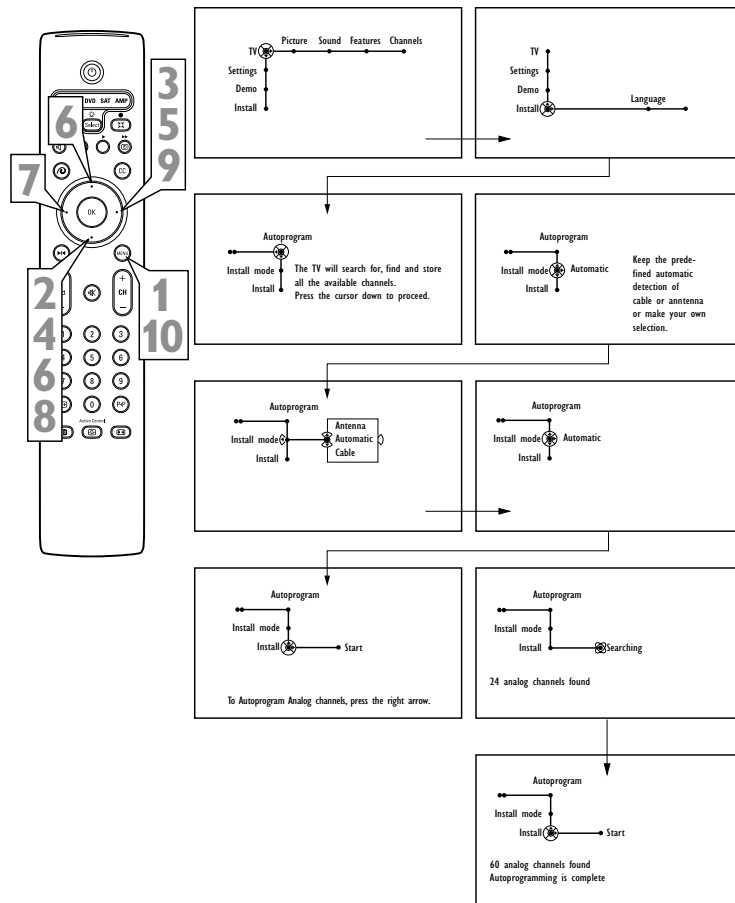 DVD SAT AMP
Select
CC
OK
MENU
+
CH
−
1 2 3
5 6
8 9
0 P◂P
Active Control
3
5
9
6
7
2
4
6
8
1
10
Picture Sound Features Channels
TV
Settings
Demo
Install
TV
Settings
Demo
Install
Language
Autoprogram
Install mode
Install
The TV will search for, find and store
all the available channels.
Press the cursor down to proceed.
Autoprogram
Install mode Automatic
Install
Keep the prede-
fined automatic
detection of
cable or anntenna
or make your own
selection.
Autoprogram
Install mode
Install
Antenna
Automatic
Cable
Autoprogram
Install mode Automatic
Install
Autoprogram
Install mode
Install Start
To Autoprogram Analog channels, press the right arrow.
Autoprogram
Install mode
Install Searching
24 analog channels found
Autoprogram
Install mode
Install Start
60 analog channels found
Autoprogramming is complete